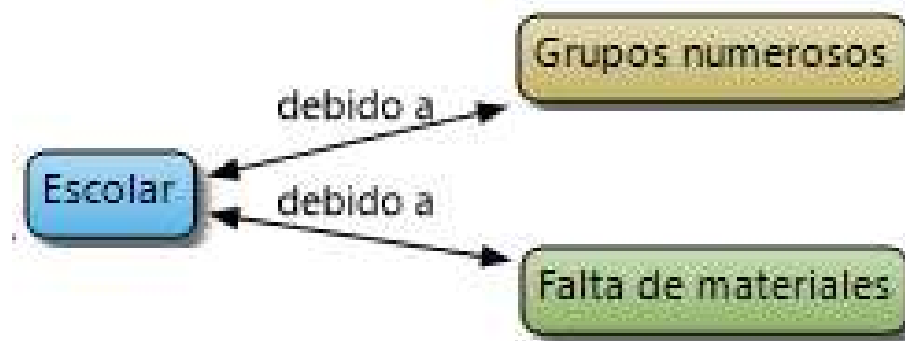 Grupos numerosos
debido a
Escolar
debido a
Falta de materiales